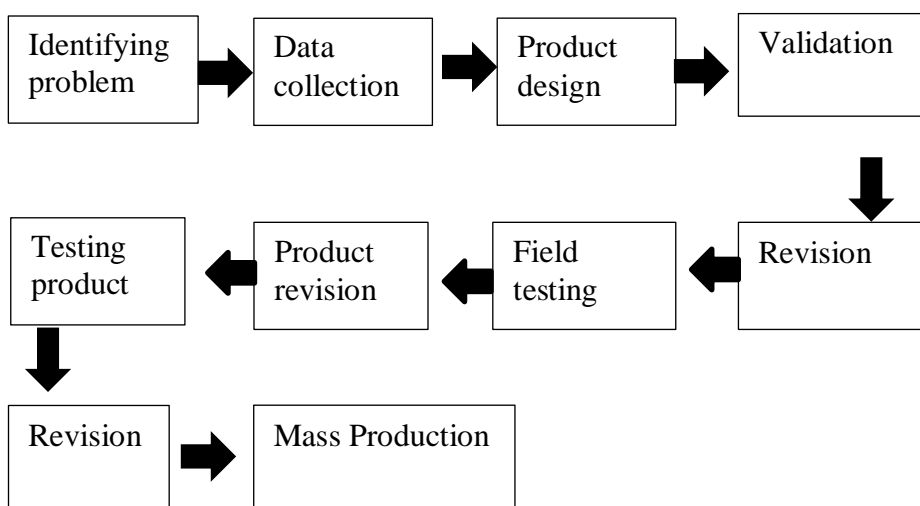 Identifying
problem
Data
collection
Product
design
Validation
Revision
Field
testing
Product
revision
Testing
product
Revision
Mass Production